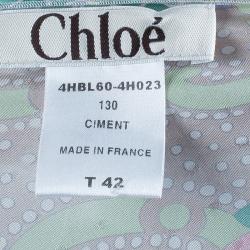 Chloé
4HBL60-4H023
130
CIMENT
MADE IN FRANCE
T 42